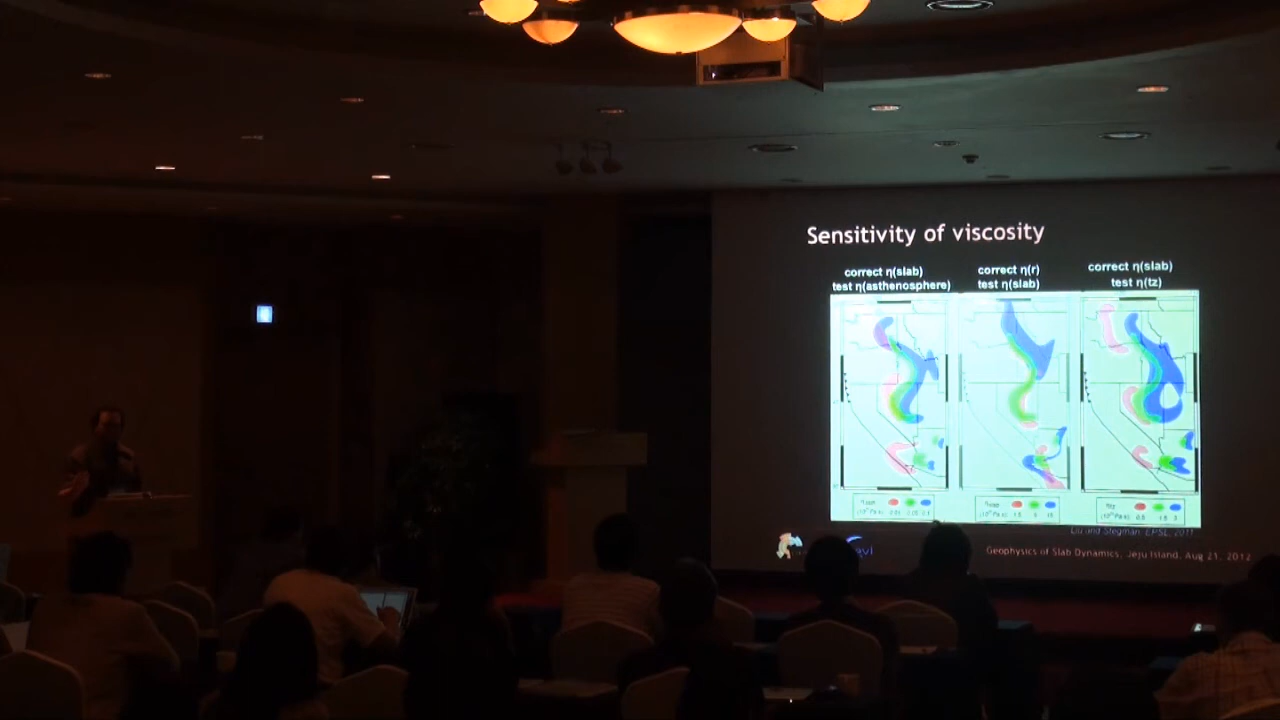 Sensitivity of viscosity
correct η(slab)
test η(asthenosphere)
correct η(r)
test η(slab)
correct η(slab)
test η(tz)
Liu and Stegman, EPSL, 2011
Geophysics of Slab Dynamics, Jeju Island, Aug 21, 2012